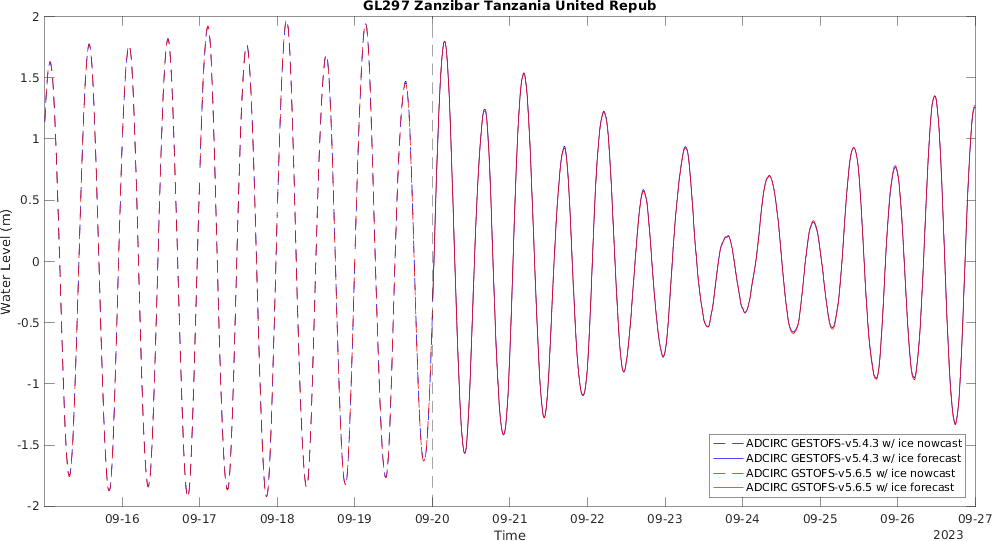 GL297 Zanzibar Tanzania United Repub
2
1.5
1
0.5
0
-0.5
-1
-1.5
-2
Water Level (m)
ADCIRC GESTOFS-v5.4.3 w/ ice nowcast
ADCIRC GESTOFS-v5.4.3 w/ ice forecast
ADCIRC GSTOFS-v5.6.5 w/ ice nowcast
ADCIRC GSTOFS-v5.6.5 w/ ice forecast
09-16 09-17 09-18 09-19 09-20 09-21 09-22 09-23 09-24 09-25 09-26 09-27
Time
2023